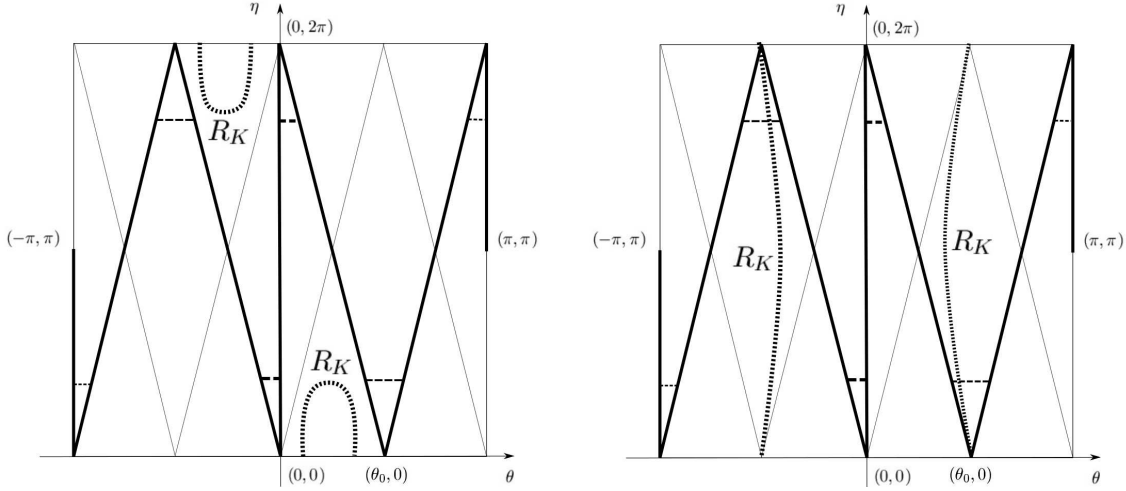 η
(0, 2π)
R_K
(−π, π)
(π, π)
R_K
(0, 0)
(θ₀, 0)
θ
η
(0, 2π)
(−π, π)
R_K
R_K
(π, π)
(0, 0)
(θ₀, 0)
θ